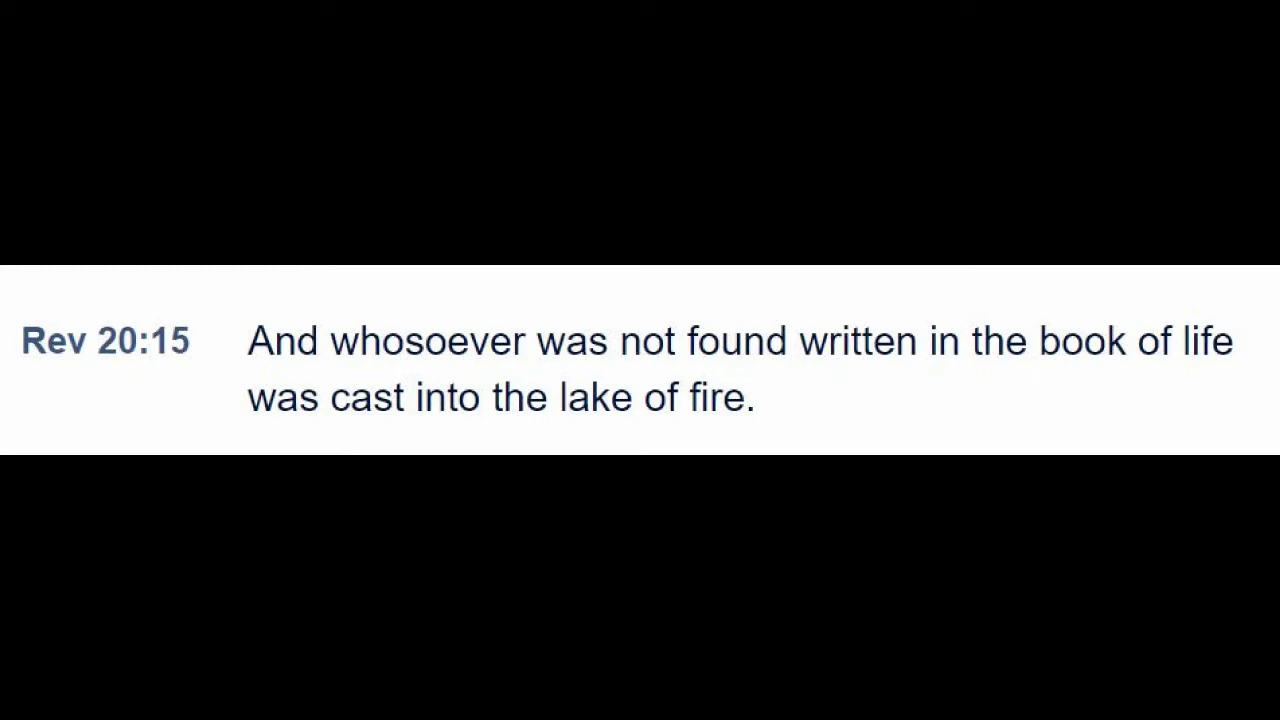 Rev 20:15 And whosoever was not found written in the book of life
was cast into the lake of fire.